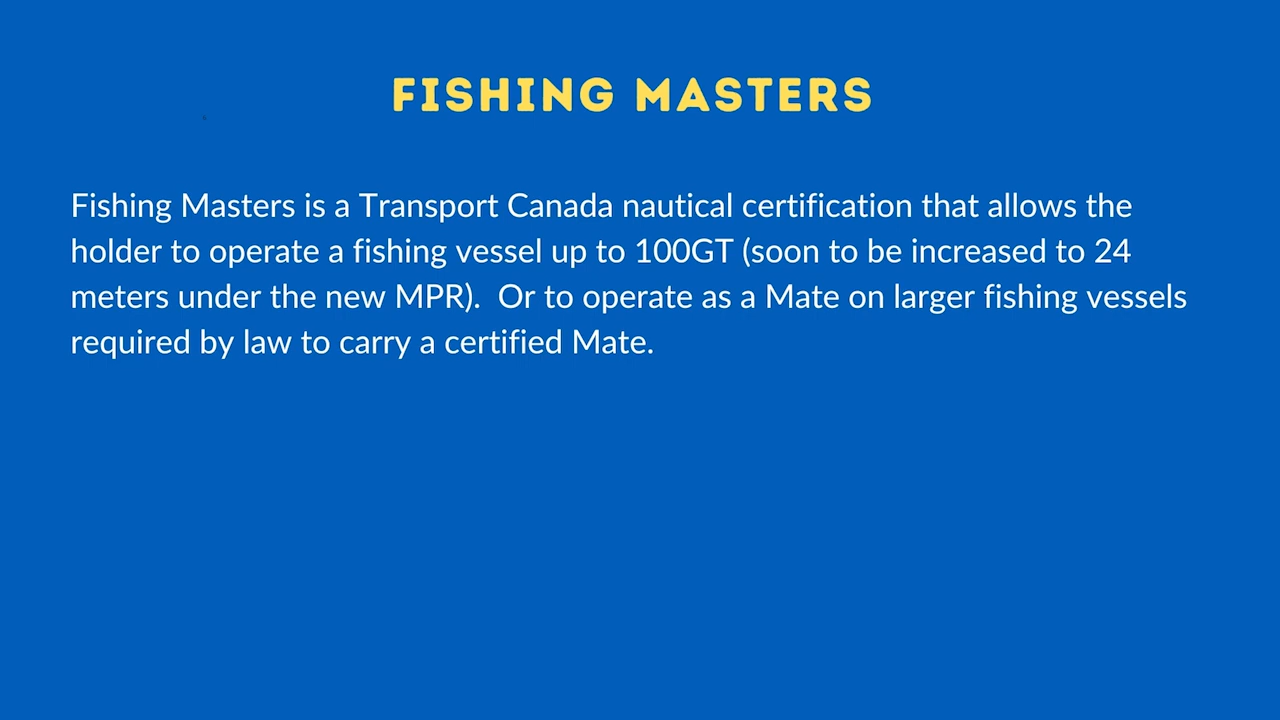 FISHING MASTERS
Fishing Masters is a Transport Canada nautical certification that allows the
holder to operate a fishing vessel up to 100GT (soon to be increased to 24
meters under the new MPR).  Or to operate as a Mate on larger fishing vessels
required by law to carry a certified Mate.